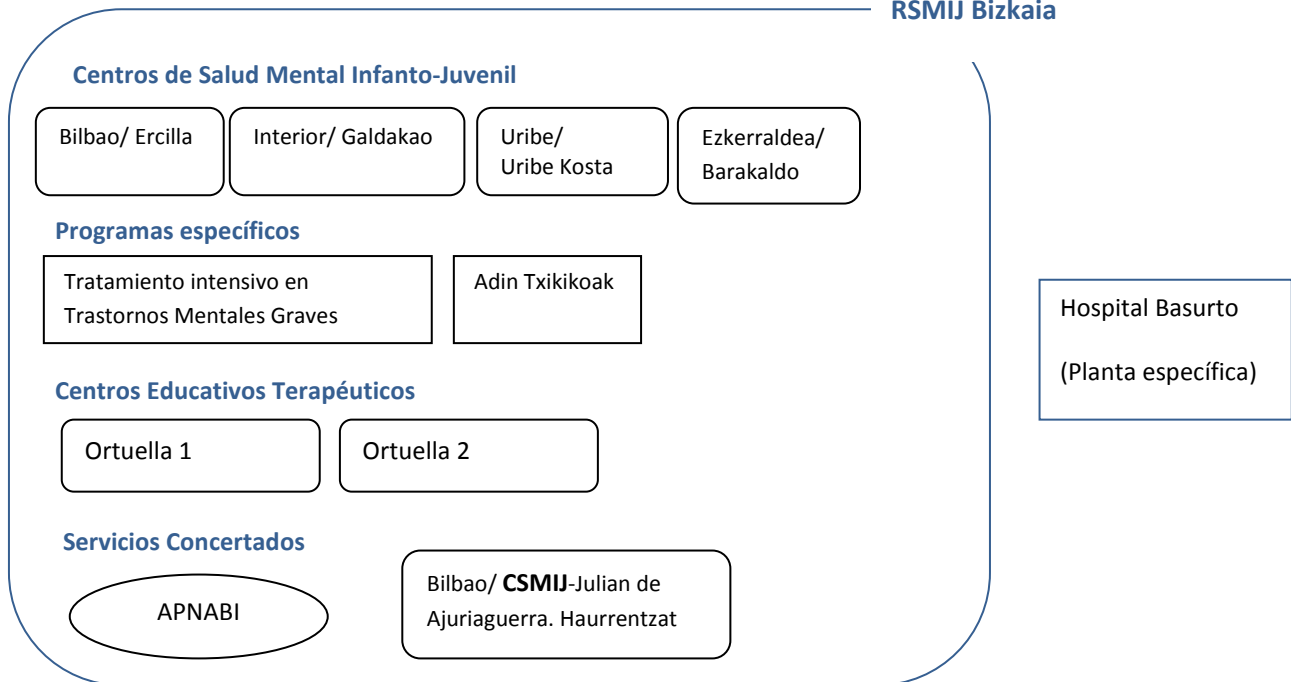 RSMIJ Bizkaia
Centros de Salud Mental Infanto-Juvenil
Bilbao/ Ercilla
Interior/ Galdakao
Uribe/
Uribe Kosta
Ezkerraldea/
Barakaldo
Programas específicos
Tratamiento intensivo en
Trastornos Mentales Graves
Adin Txikikoak
Hospital Basurto
(Planta específica)
Centros Educativos Terapéuticos
Ortuella 1
Ortuella 2
Servicios Concertados
APNABI
Bilbao/ CSMIJ-Julian de
Ajuriaguerra. Haurrentzat